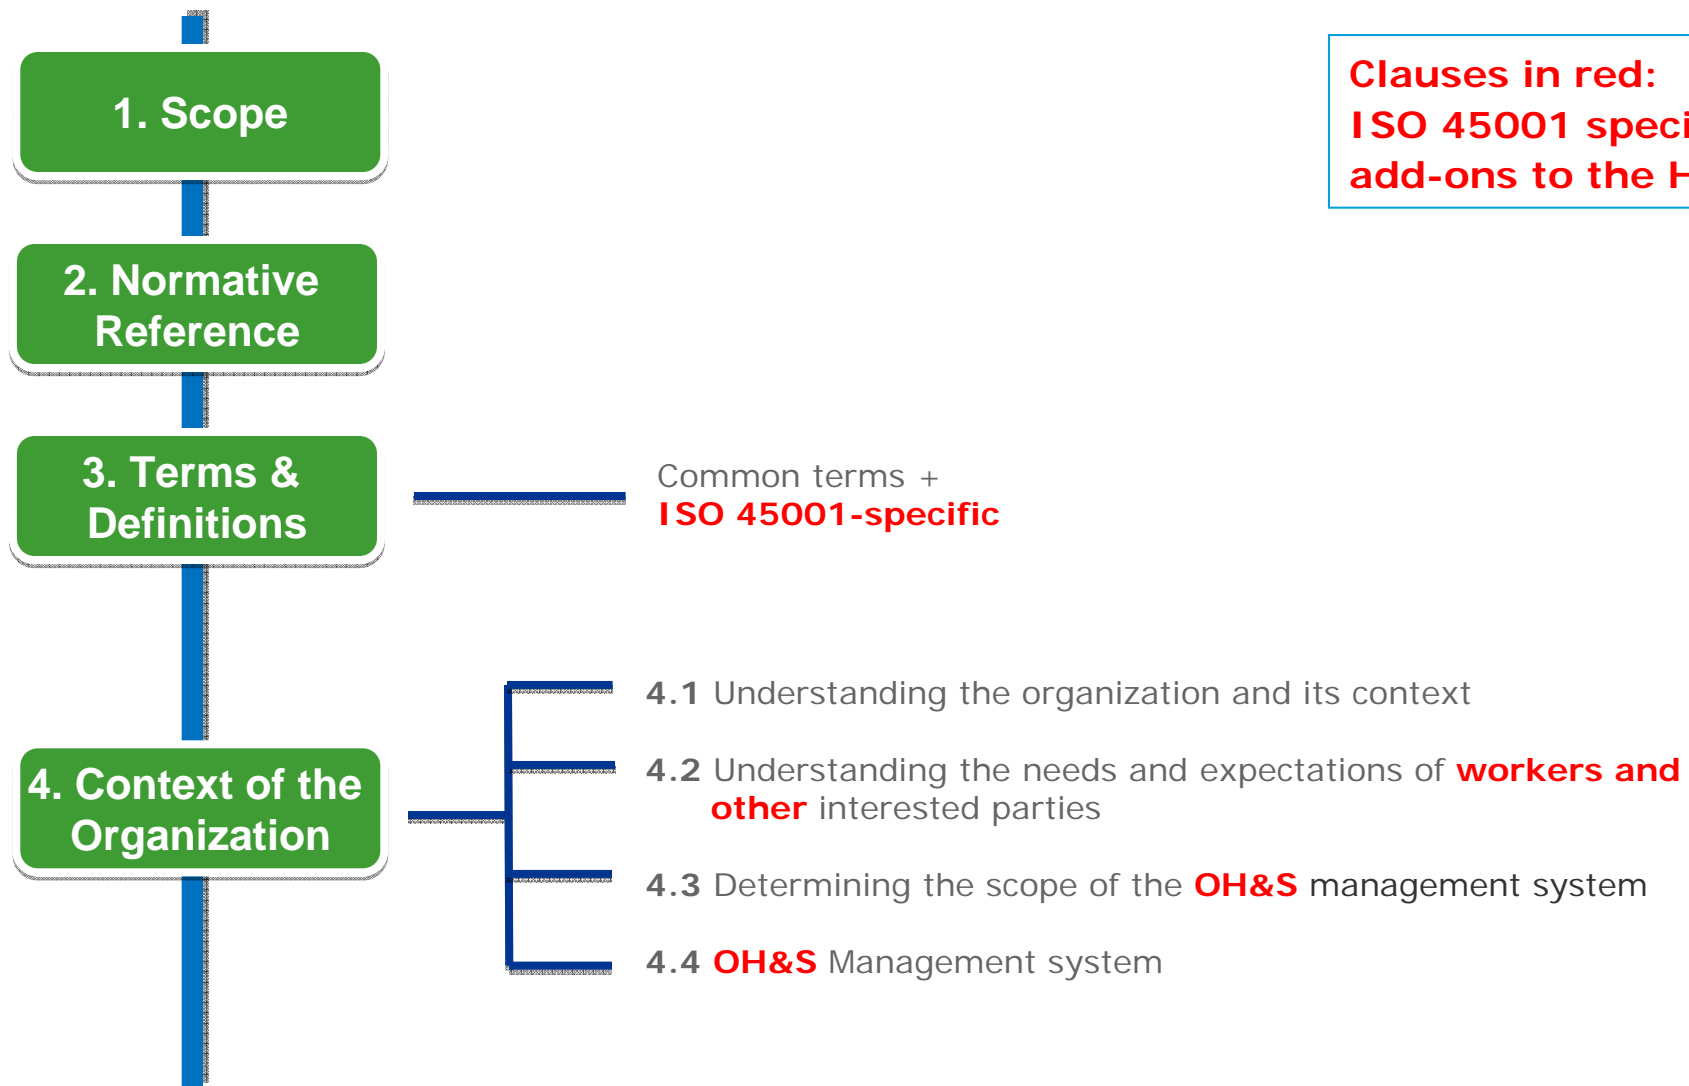 1. Scope
Clauses in red:
ISO 45001
add-ons to the
2. Normative
Reference
3. Terms &
Definitions
Common terms +
ISO 45001-specific
4. Context of the
Organization
4.1 Understanding the organization and its context
4.2 Understanding the needs and expectations of workers and
other interested parties
4.3 Determining the scope of the OH&S management system
4.4 OH&S Management system